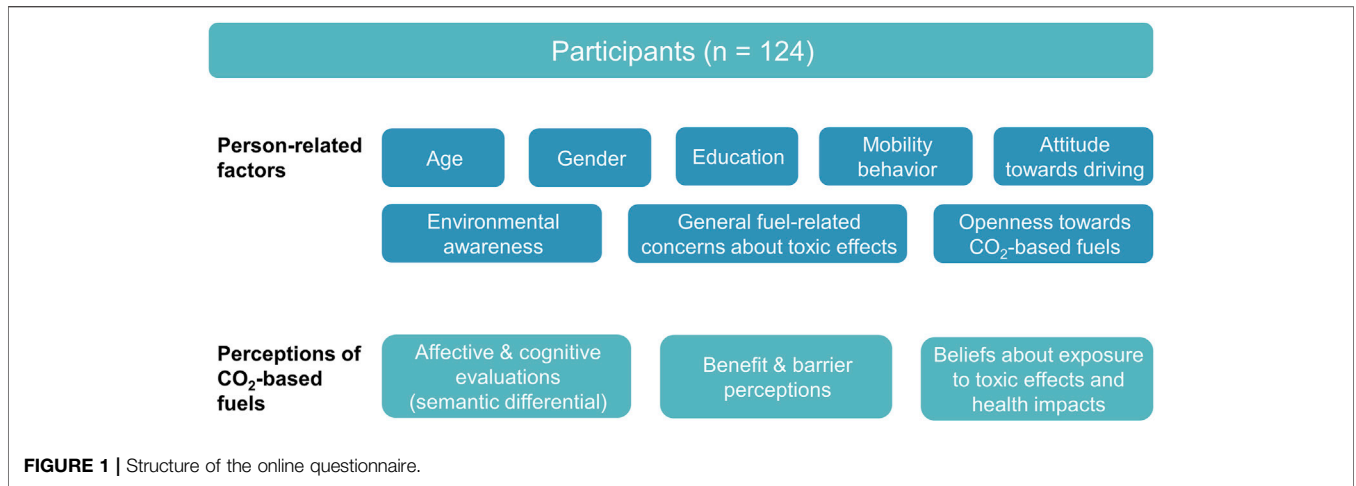 Participants (n = 124)
Person-related
factors
Age
Gender
Education
Mobility
behavior
Attitude
towards driving
Environmental
awareness
General fuel-related
concerns about toxic effects
Openness towards
CO₂-based fuels
Perceptions of
CO₂-based
fuels
Affective & cognitive
evaluations
(semantic differential)
Benefit & barrier
perceptions
Beliefs about exposure
to toxic effects and
health impacts
FIGURE 1 | Structure of the online questionnaire.